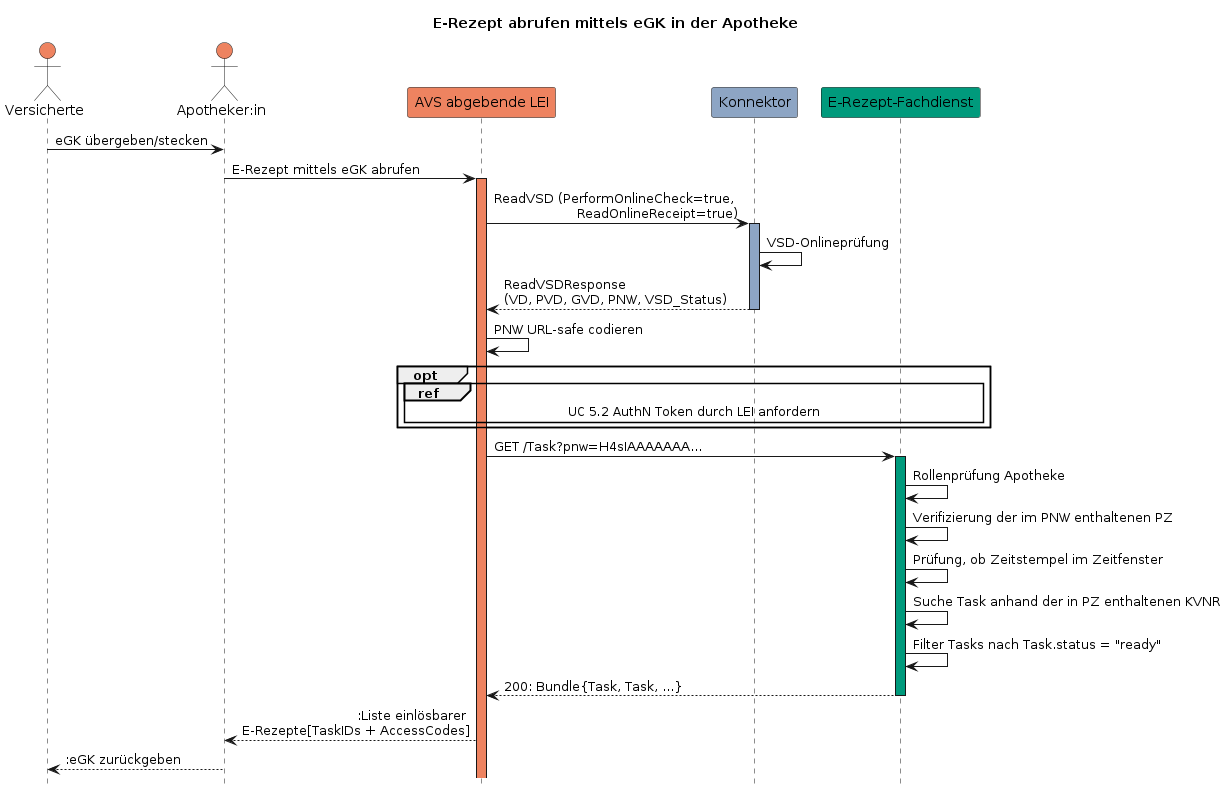 E-Rezept abrufen mittels eGK in der Apotheke
Versicherte
Apotheker:in
AVS abgebende LEI
Konnektor
E-Rezept-Fachdienst
eGK übergeben/stecken
E-Rezept mittels eGK abrufen
ReadVSD (PerformOnlineCheck=true,
ReadOnlineReceipt=true)
VSD-Onlineprüfung
ReadVSDResponse
(VD, PVD, GVD, PNW, VSD_Status)
PNW URL-safe codieren
opt
ref
UC 5.2 AuthN Token durch LEI anfordern
GET /Task?pnw=H4sIAAAAAAA...
Rollenprüfung Apotheke
Verifizierung der im PNW enthaltenen PZ
Prüfung, ob Zeitstempel im Zeitfenster
Suche Task anhand der in PZ enthaltenen KVNR
Filter Tasks nach Task.status = "ready"
200: Bundle{Task, Task, ...}
:Liste einlösbarer
E-Rezepte[TaskIDs + AccessCodes]
:eGK zurückgeben